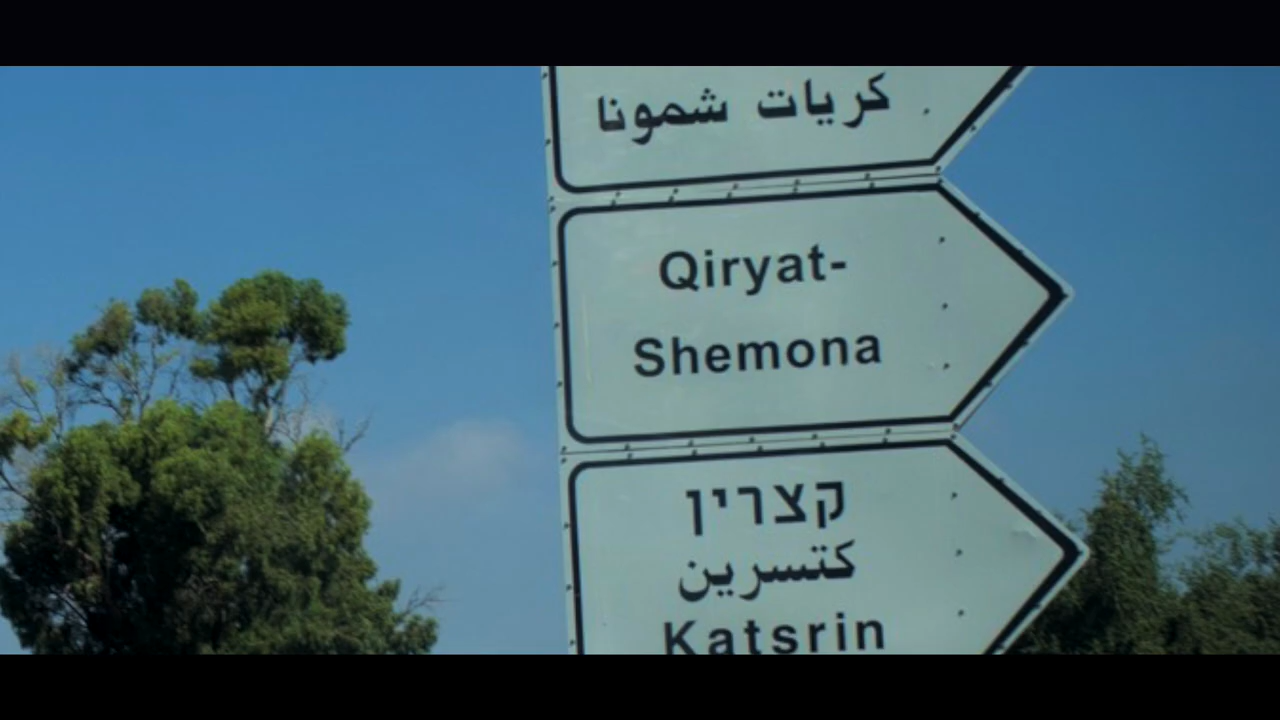 كريات شمونا
Qiryat-
Shemona
קצרין
كتسرين
Katsrin